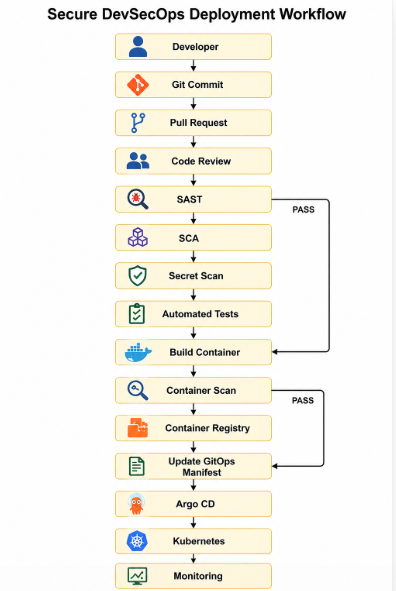 Secure DevSecOps Deployment Workflow
Developer
Git Commit
Pull Request
Code Review
SAST
PASS
SCA
Secret Scan
Automated Tests
Build Container
Container Scan
PASS
Container Registry
Update GitOps
Manifest
Argo CD
Kubernetes
Monitoring